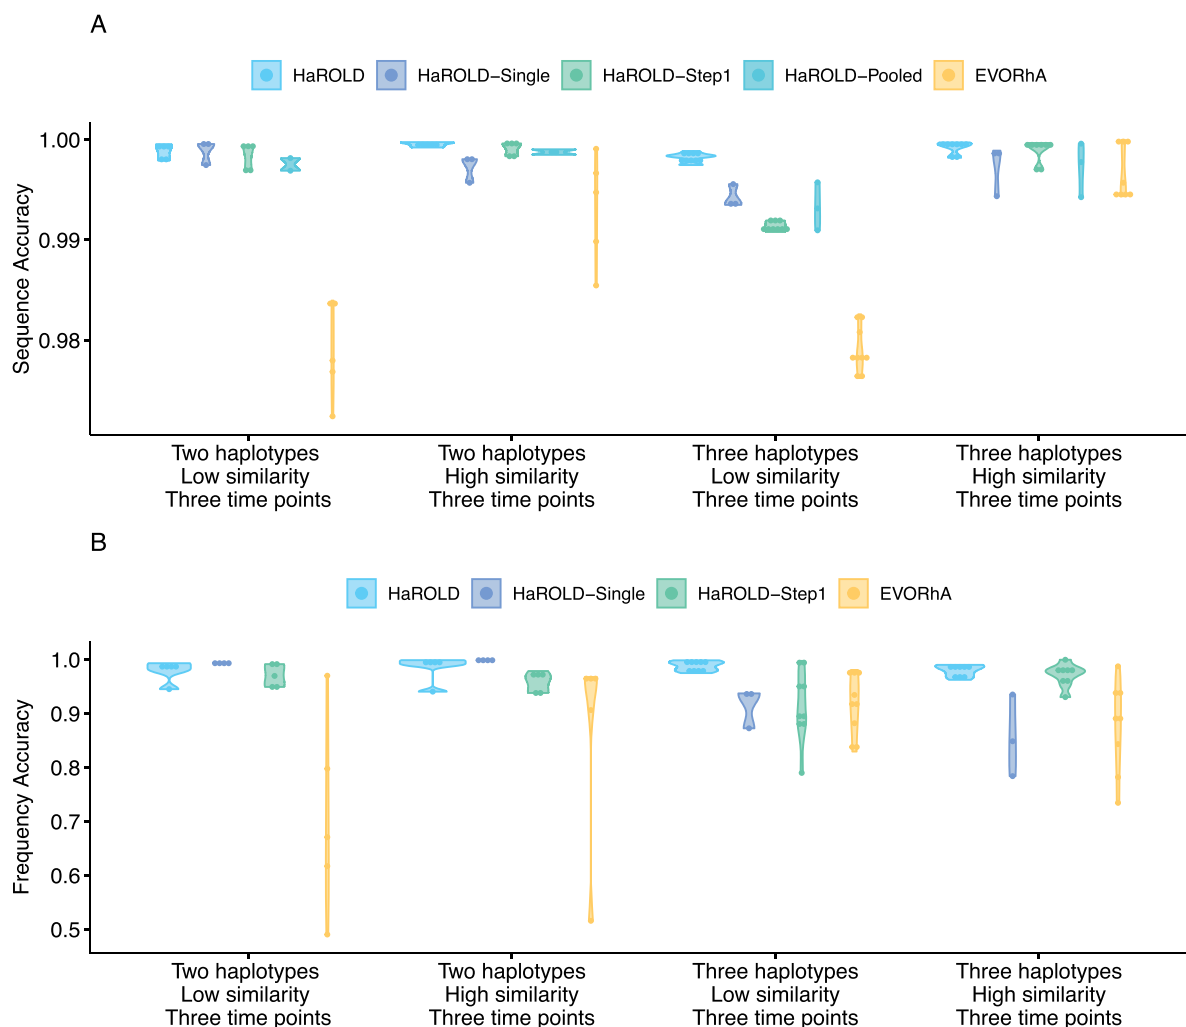 A
HaROLD HaROLD−Single HaROLD−Step1 HaROLD−Pooled EVORhA
Sequence Accuracy
1.00
0.99
0.98
Two haplotypes Two haplotypes Three haplotypes Three haplotypes
Low similarity High similarity Low similarity High similarity
Three time points Three time points Three time points Three time points
B
HaROLD HaROLD−Single HaROLD−Step1 EVORhA
Frequency Accuracy
1.0
0.9
0.8
0.7
0.6
0.5
Two haplotypes Two haplotypes Three haplotypes Three haplotypes
Low similarity High similarity Low similarity High similarity
Three time points Three time points Three time points Three time points